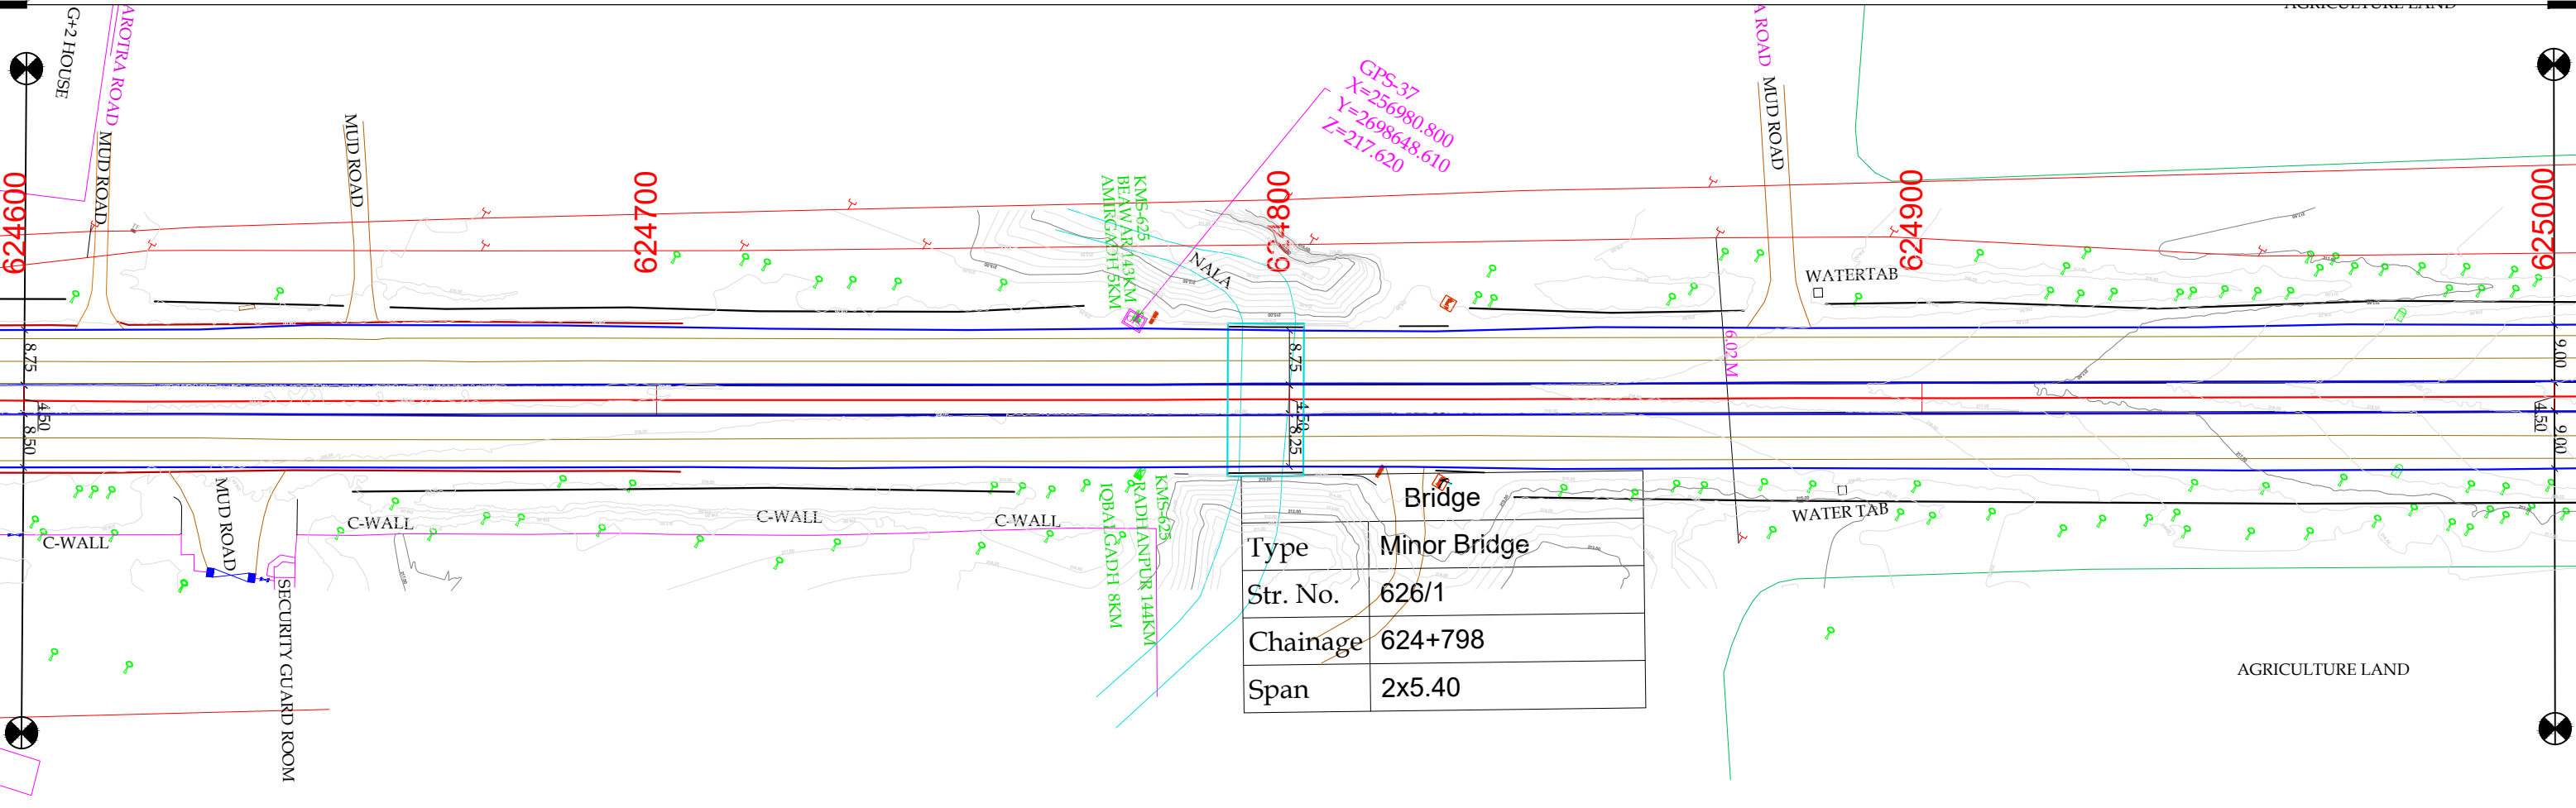 AGRICULTURE LAND
G+2 HOUSE
AROTRA ROAD
MUD ROAD
MUD ROAD
GPS-37
X=256980.800
Y=2698648.610
Z=217.620
A ROAD
MUD ROAD
624600
624700
624800
624900
625000
KMS-625
BEAWAR 143KM
AMIRGADH 5KM
NALA
WATERTAB
8.75
4.50
8.50
8.75
4.50
8.25
6.02M
9.00
4.50
9.00
MUD ROAD
C-WALL
C-WALL
C-WALL
C-WALL
SECURITY GUARD ROOM
KMS-625
RADHANPUR 144KM
IQBALGADH 8KM
WATER TAB
Bridge
Type Minor Bridge
Str. No. 626/1
Chainage 624+798
Span 2x5.40
AGRICULTURE LAND